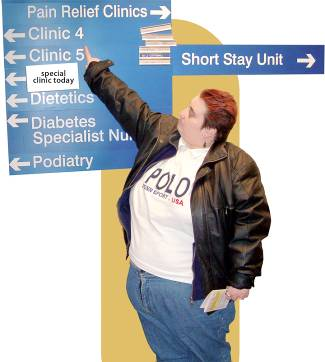 Pain Relief Clinics
Clinic 4
Clinic 5
special
clinic today
Dietetics
Diabetes
Specialist Nu
Podiatry
Short Stay Unit
POLO
SPORT · USA